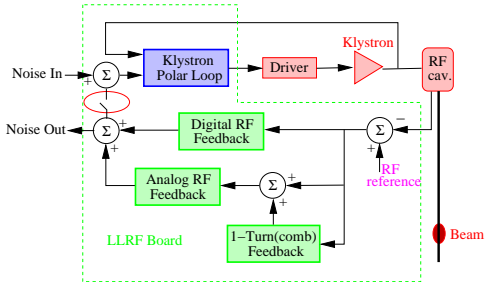 Klystron
Noise In
Σ
Klystron
Polar Loop
Driver
RF
cav.
+
+
Noise Out
Σ
Digital RF
Feedback
Σ
−
+
+
+
RF
reference
Analog RF
Feedback
Σ
+
+
LLRF Board
1−Turn(comb)
Feedback
Beam